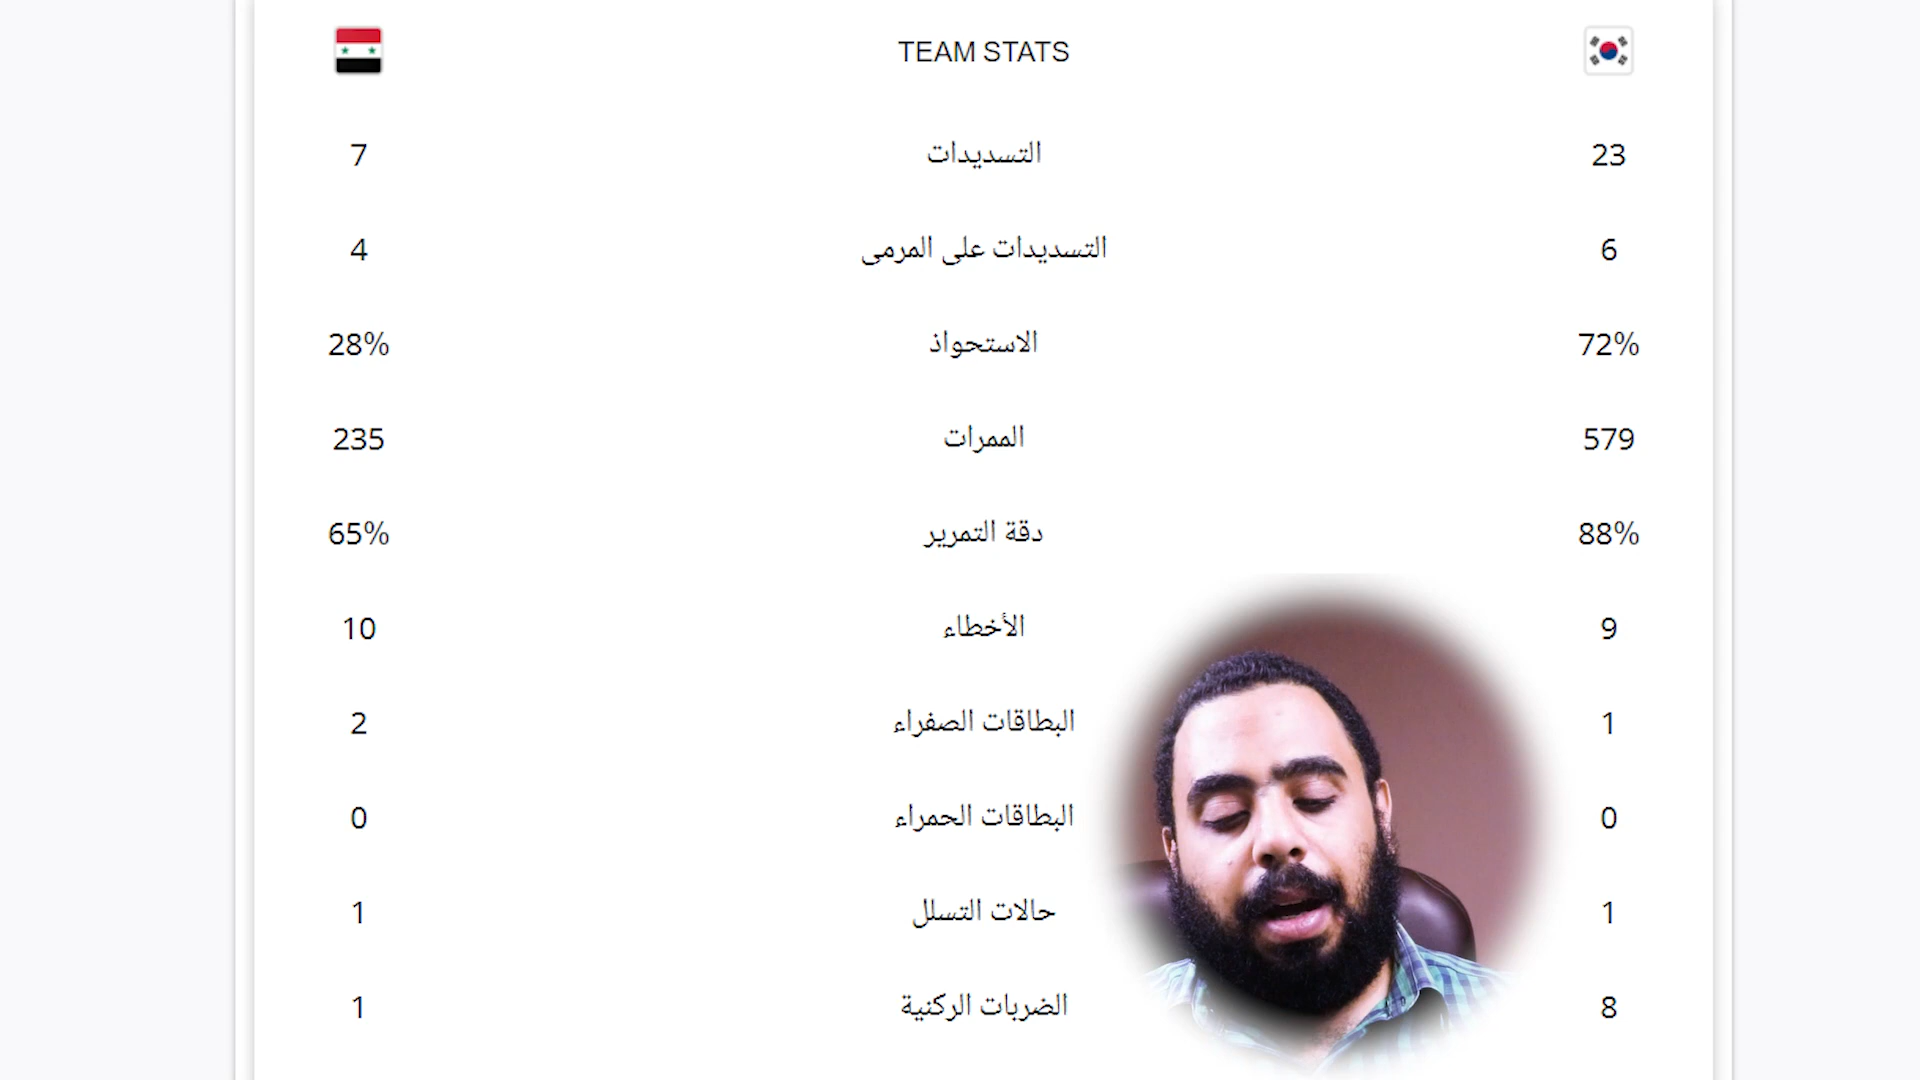 TEAM STATS
7 التسديدات 23
4 التسديدات على المرمى 6
28% الاستحواذ 72%
235 الممرات 579
65% دقة التمرير 88%
10 الأخطاء 9
2 البطاقات الصفراء 1
0 البطاقات الحمراء 0
1 حالات التسلل 1
1 الضربات الركنية 8